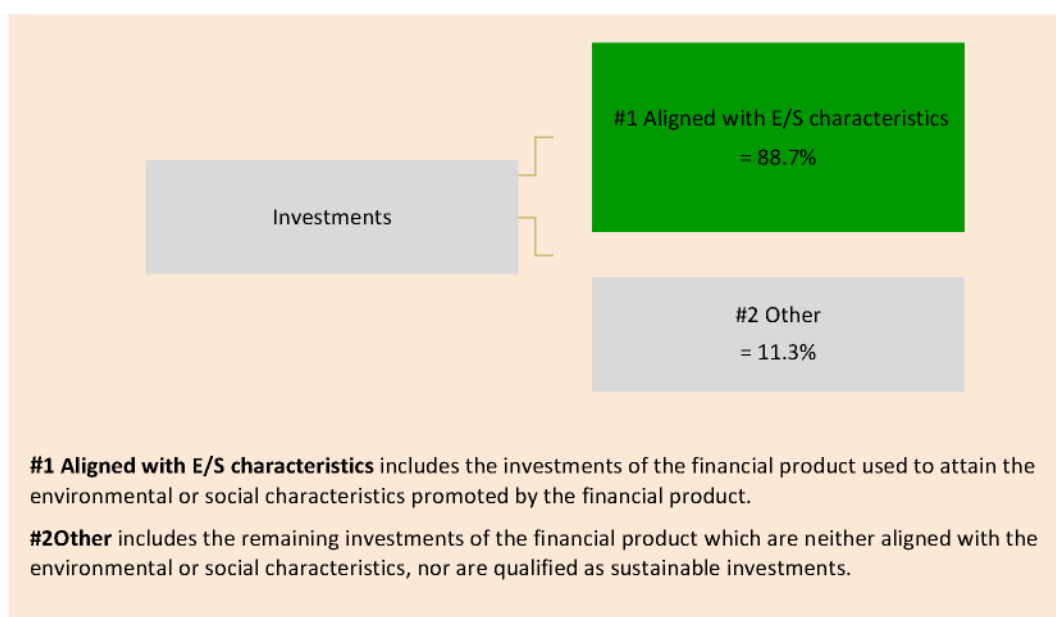 #1 Aligned with E/S characteristics
= 88.7%
Investments
#2 Other
= 11.3%
#1 Aligned with E/S characteristics includes the investments of the financial product used to attain the
environmental or social characteristics promoted by the financial product.
#2Other includes the remaining investments of the financial product which are neither aligned with the
environmental or social characteristics, nor are qualified as sustainable investments.